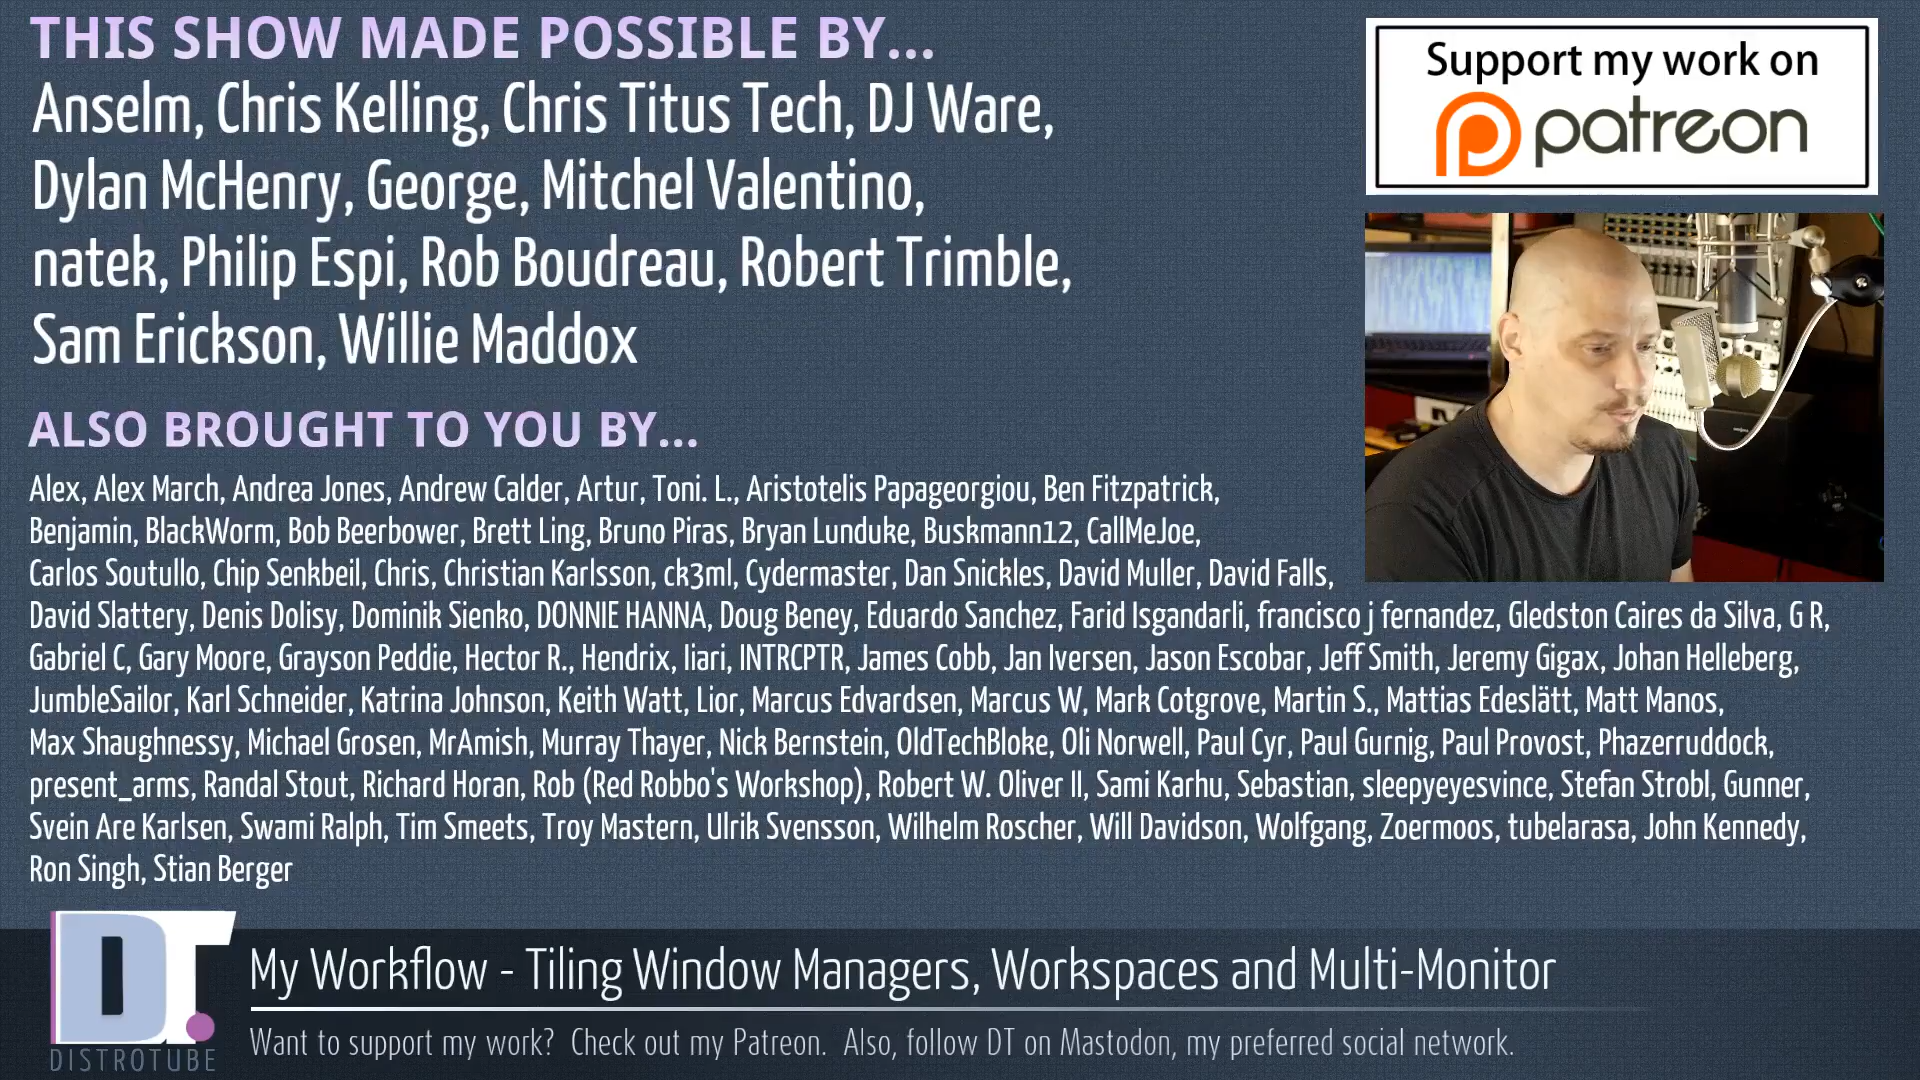 THIS SHOW MADE POSSIBLE BY...
Anselm, Chris Kelling, Chris Titus Tech, DJ Ware,
Dylan McHenry, George, Mitchel Valentino,
natek, Philip Espi, Rob Boudreau, Robert Trimble,
Sam Erickson, Willie Maddox
Support my work on
patreon
ALSO BROUGHT TO YOU BY...
Alex, Alex March, Andrea Jones, Andrew Calder, Artur, Toni. L., Aristotelis Papageorgiou, Ben Fitzpatrick,
Benjamin, BlackWorm, Bob Beerbower, Brett Ling, Bruno Piras, Bryan Lunduke, Buskmann12, CallMeJoe,
Carlos Soutullo, Chip Senkbeil, Chris, Christian Karlsson, ck3ml, Cydermaster, Dan Snickles, David Muller, David Falls,
David Slattery, Denis Dolisy, Dominik Sienko, DONNIE HANNA, Doug Beney, Eduardo Sanchez, Farid Isgandarli, francisco j fernandez, Gledston Caires da Silva, G R,
Gabriel C, Gary Moore, Grayson Peddie, Hector R., Hendrix, Iiari, INTRCPTR, James Cobb, Jan Iversen, Jason Escobar, Jeff Smith, Jeremy Gigax, Johan Helleberg,
JumbleSailor, Karl Schneider, Katrina Johnson, Keith Watt, Lior, Marcus Edvardsen, Marcus W, Mark Cotgrove, Martin S., Mattias Edeslätt, Matt Manos,
Max Shaughnessy, Michael Grosen, MrAmish, Murray Thayer, Nick Bernstein, OldTechBloke, Oli Norwell, Paul Cyr, Paul Gurnig, Paul Provost, Phazerruddock,
present_arms, Randal Stout, Richard Horan, Rob (Red Robbo's Workshop), Robert W. Oliver II, Sami Karhu, Sebastian, sleepyeyesvince, Stefan Strobl, Gunner,
Svein Are Karlsen, Swami Ralph, Tim Smeets, Troy Mastern, Ulrik Svensson, Wilhelm Roscher, Will Davidson, Wolfgang, Zoermoos, tubelarasa, John Kennedy,
Ron Singh, Stian Berger
DT.
DISTROTUBE
My Workflow - Tiling Window Managers, Workspaces and Multi-Monitor
Want to support my work? Check out my Patreon. Also, follow DT on Mastodon, my preferred social network.